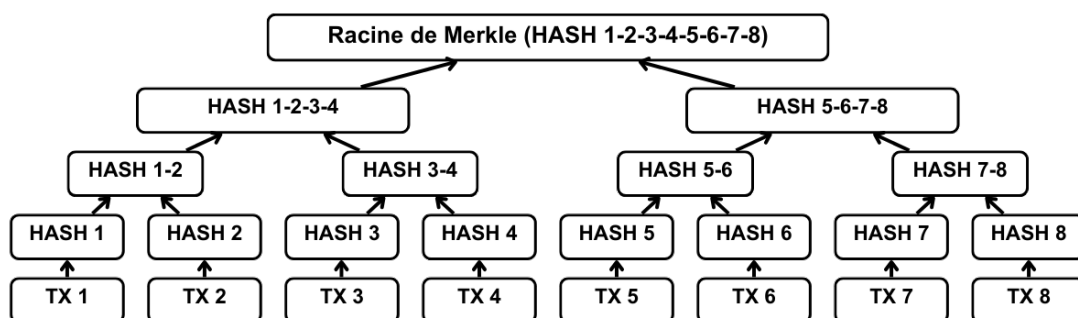 Racine de Merkle (HASH 1-2-3-4-5-6-7-8)
HASH 1-2-3-4
HASH 5-6-7-8
HASH 1-2
HASH 3-4
HASH 5-6
HASH 7-8
HASH 1
HASH 2
HASH 3
HASH 4
HASH 5
HASH 6
HASH 7
HASH 8
TX 1
TX 2
TX 3
TX 4
TX 5
TX 6
TX 7
TX 8